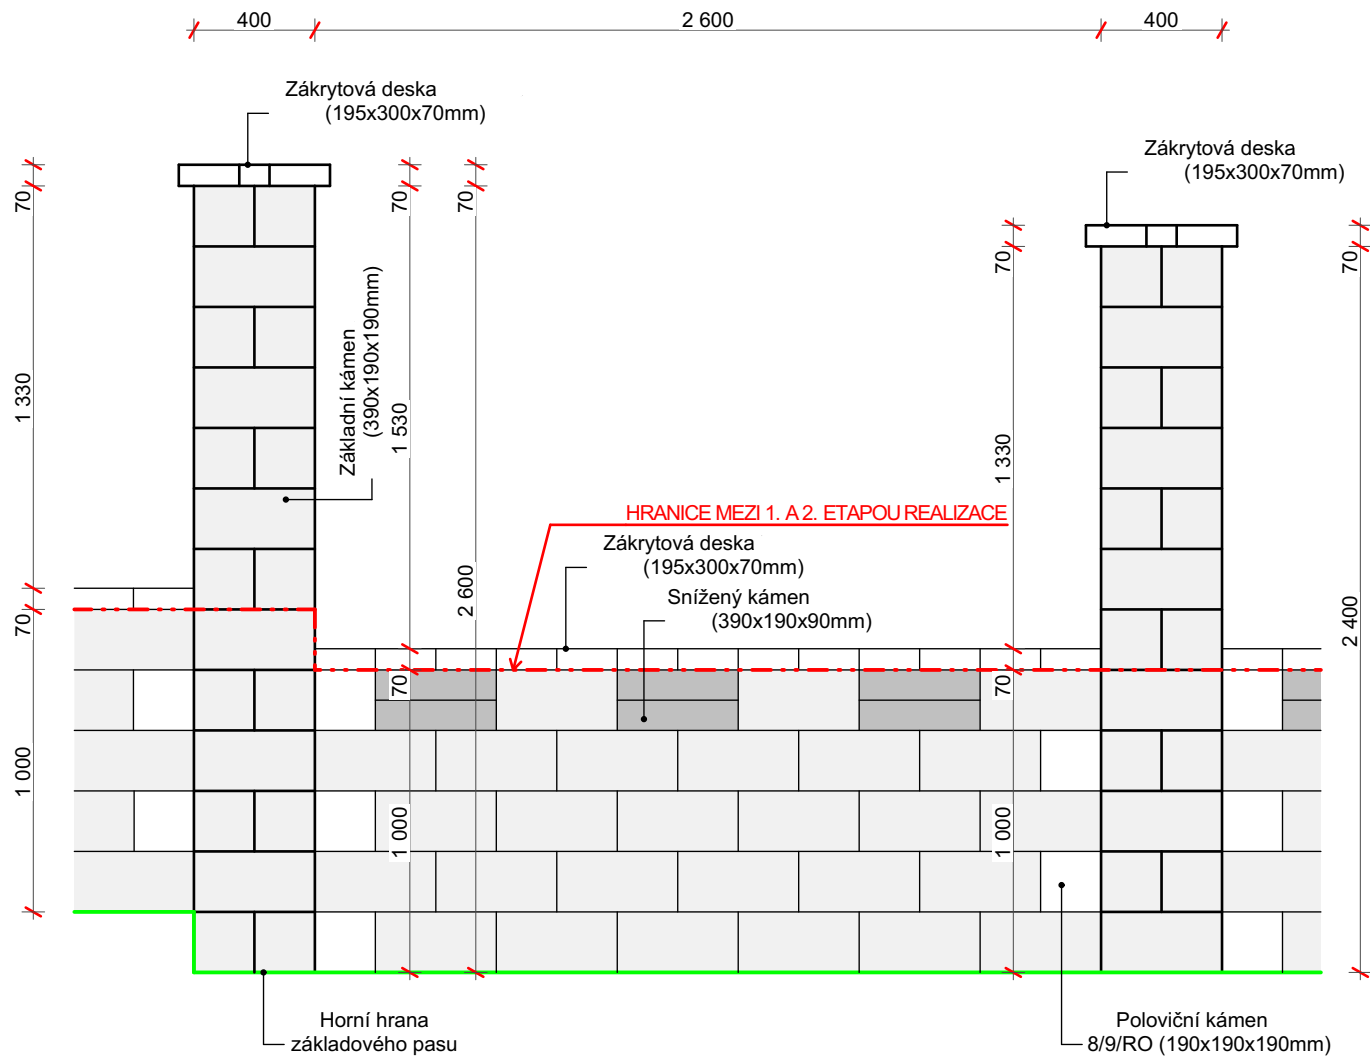 400
2 600
400
Zákrytová deska
(195x300x70mm)
Zákrytová deska
(195x300x70mm)
70
70
70
70
70
Základní kámen
(390x190x190mm)
1 330
1 530
1 330
HRANICE MEZI 1. A 2. ETAPOU REALIZACE
Zákrytová deska
(195x300x70mm)
Snížený kámen
(390x190x90mm)
2 600
2 400
70
70
70
1 000
1 000
1 000
Horní hrana
základového pasu
Poloviční kámen
8/9/RO (190x190x190mm)